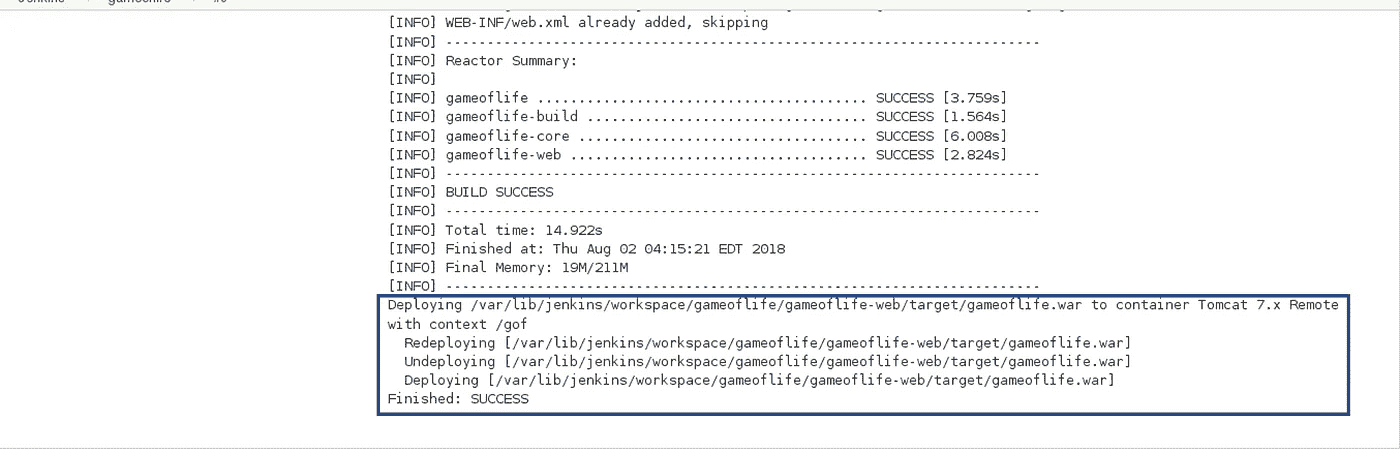 [INFO] WEB-INF/web.xml already added, skipping
[INFO] ------------------------------------------------------------------------
[INFO] Reactor Summary:
[INFO]
[INFO] gameoflife ........................................ SUCCESS [3.759s]
[INFO] gameoflife-build .................................. SUCCESS [1.564s]
[INFO] gameoflife-core ................................... SUCCESS [6.008s]
[INFO] gameoflife-web .................................... SUCCESS [2.824s]
[INFO] ------------------------------------------------------------------------
[INFO] BUILD SUCCESS
[INFO] ------------------------------------------------------------------------
[INFO] Total time: 14.922s
[INFO] Finished at: Thu Aug 02 04:15:21 EDT 2018
[INFO] Final Memory: 19M/211M
[INFO] ------------------------------------------------------------------------
Deploying /var/lib/jenkins/workspace/gameoflife/gameoflife-web/target/gameoflife.war to container Tomcat 7.x Remote
with context /gof
Redeploying [/var/lib/jenkins/workspace/gameoflife/gameoflife-web/target/gameoflife.war]
Undeploying [/var/lib/jenkins/workspace/gameoflife/gameoflife-web/target/gameoflife.war]
Deploying [/var/lib/jenkins/workspace/gameoflife/gameoflife-web/target/gameoflife.war]
Finished: SUCCESS